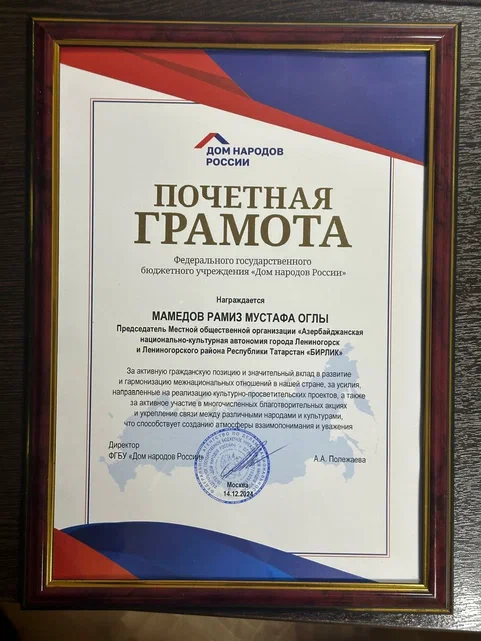 ДОМ НАРОДОВ
РОССИИ
ПОЧЕТНАЯ
ГРАМОТА
Федерального государственного
бюджетного учреждения «Дом народов России»
Награждается
МАМЕДОВ РАМИЗ МУСТАФА ОГЛЫ
Председатель Местной общественной организации «Азербайджанская
национально-культурная автономия города Лениногорск
и Лениногорского района Республики Татарстан «БИРЛИК»
За активную гражданскую позицию и значительный вклад в развитие
и гармонизацию межнациональных отношений в нашей стране, за усилия,
направленные на реализацию культурно-просветительских проектов, а также
за активное участие в многочисленных благотворительных акциях
и укрепление связи между различными народами и культурами,
что способствует созданию атмосферы взаимопонимания и уважения
Директор
ФГБУ «Дом народов России»
А.А. Полежаева
Москва
14.12.2024